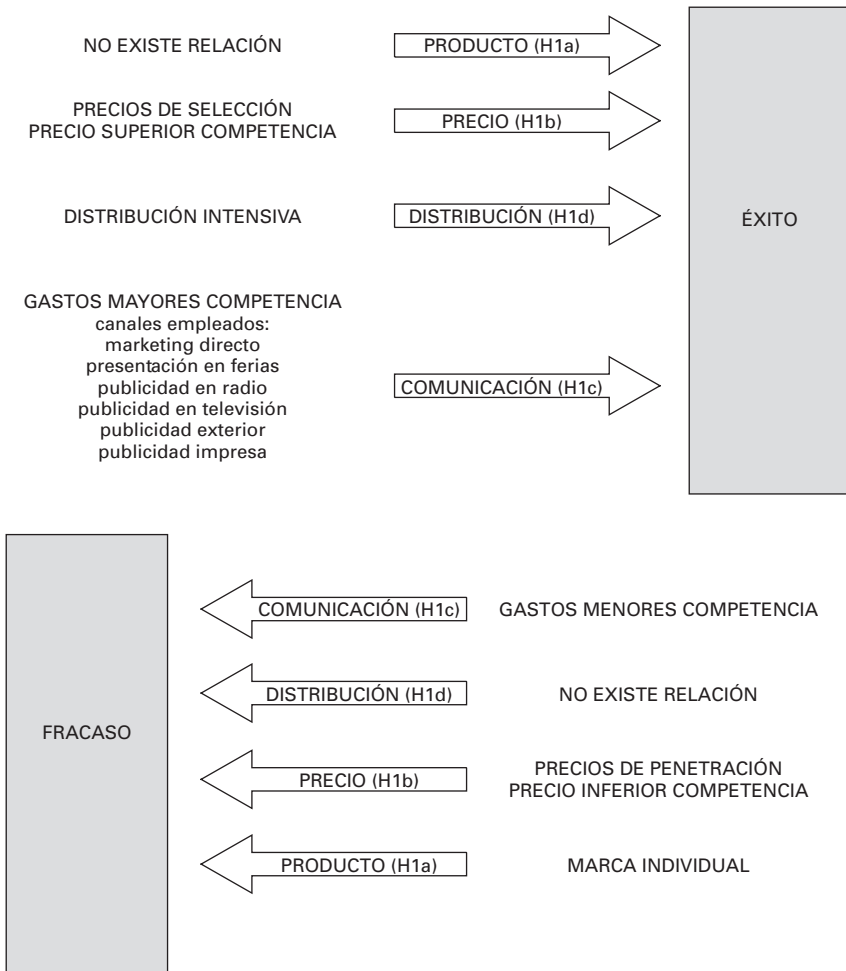 NO EXISTE RELACIÓN
PRODUCTO (H1a)
PRECIOS DE SELECCIÓN
PRECIO SUPERIOR COMPETENCIA
PRECIO (H1b)
DISTRIBUCIÓN INTENSIVA
DISTRIBUCIÓN (H1d)
ÉXITO
GASTOS MAYORES COMPETENCIA
canales empleados:
marketing directo
presentación en ferias
publicidad en radio
publicidad en televisión
publicidad exterior
publicidad impresa
COMUNICACIÓN (H1c)
FRACASO
COMUNICACIÓN (H1c)
GASTOS MENORES COMPETENCIA
DISTRIBUCIÓN (H1d)
NO EXISTE RELACIÓN
PRECIO (H1b)
PRECIOS DE PENETRACIÓN
PRECIO INFERIOR COMPETENCIA
PRODUCTO (H1a)
MARCA INDIVIDUAL